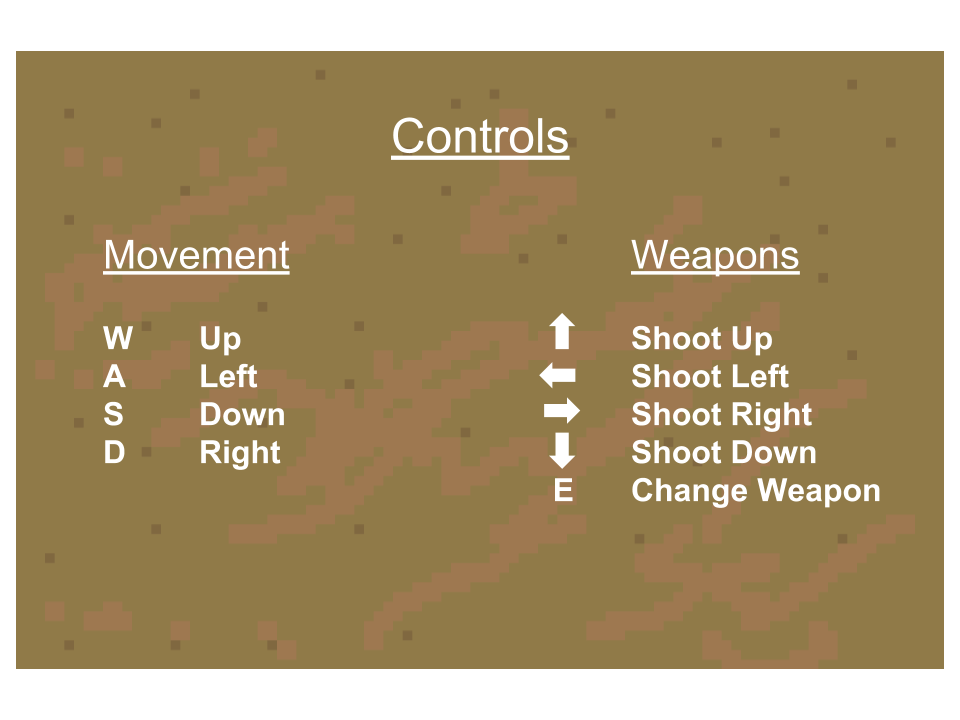 Controls
Movement
W Up
A Left
S Down
D Right
Weapons
⬆ Shoot Up
⬅ Shoot Left
➡ Shoot Right
⬇ Shoot Down
E Change Weapon